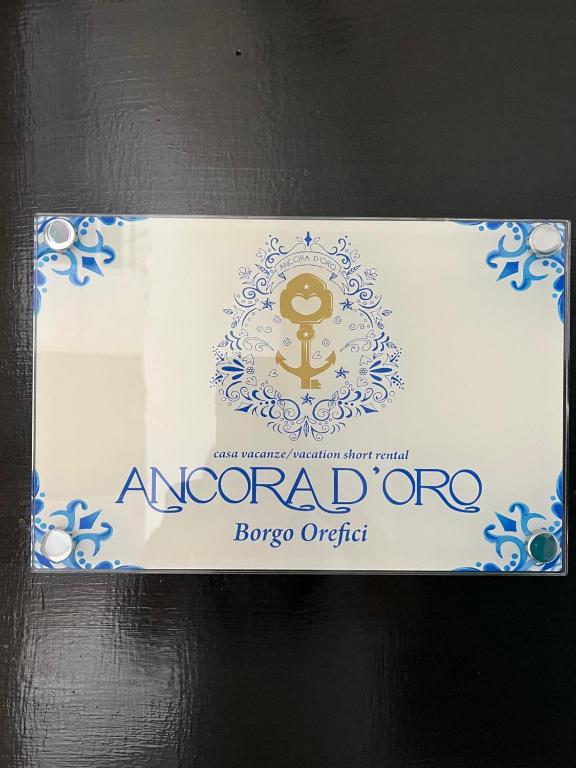 ANCORA D'ORO
casa vacanze/vacation short rental
ANCORA D'ORO
Borgo Orefici